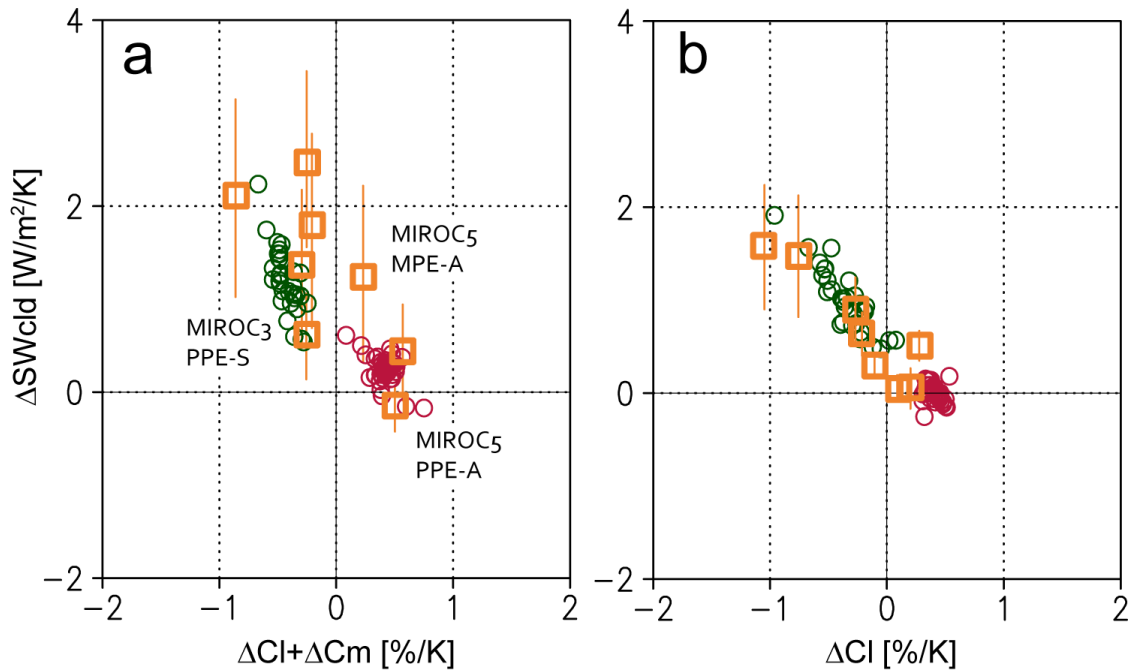 a
b
4
2
0
−2
−2
−1
0
1
2
ΔSWcld [W/m²/K]
MIROC5
MPE-A
MIROC3
PPE-S
MIROC5
PPE-A
ΔCl+ΔCm [%/K]
4
2
0
−2
−2
−1
0
1
2
ΔCl [%/K]